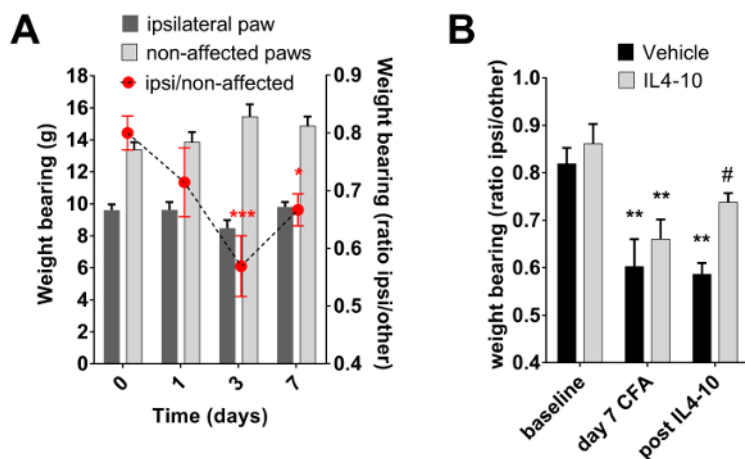 A
ipsilateral paw
non-affected paws
ipsi/non-affected
18
16
14
12
10
8
6
4
2
0
Weight bearing (g)
0.9
0.8
0.7
0.6
0.5
0.4
Weight bearing
(ratio ipsi/other)
***
*
0
1
3
7
Time (days)
B
Vehicle
IL4-10
1.0
0.9
0.8
0.7
0.6
0.5
0.4
weight bearing (ratio ipsi/other)
**
**
**
#
baseline
day 7 CFA
post IL4-10